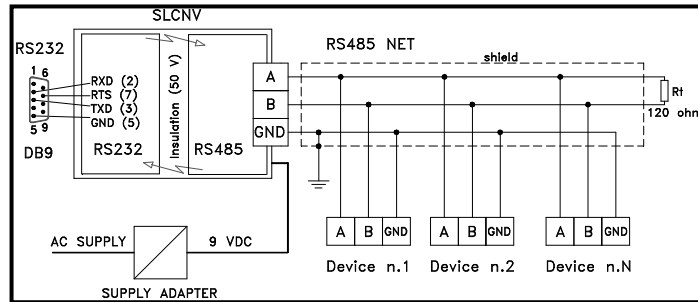 SLCNV
RS232
1 6
5 9
DB9
RXD (2)
RTS (7)
TXD (3)
GND (5)
RS232
Insulation (50 V)
RS485
A
B
GND
RS485 NET
shield
Rt
120 ohm
A B GND
Device n.1
A B GND
Device n.2
A B GND
Device n.N
AC SUPPLY
9 VDC
SUPPLY ADAPTER